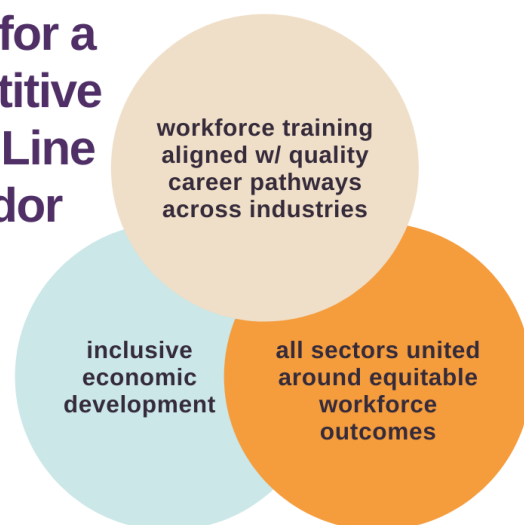 for a
titive
Line
dor
workforce training
aligned w/ quality
career pathways
across industries
inclusive
economic
development
all sectors united
around equitable
workforce
outcomes